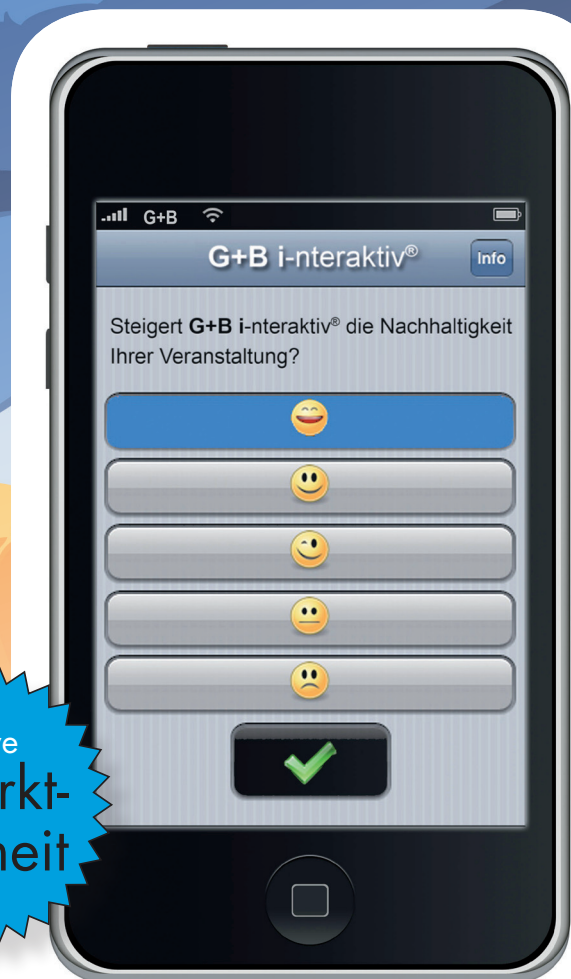 G+B
G+B i-nteraktiv®
Info
Steigert G+B i-nteraktiv® die Nachhaltigkeit
Ihrer Veranstaltung?